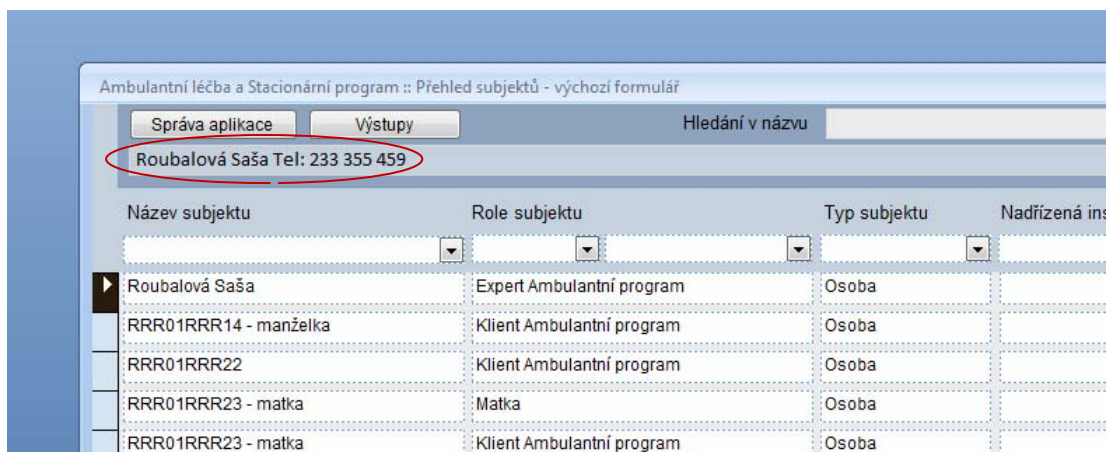 Ambulantní léčba a Stacionární program :: Přehled subjektů - výchozí formulář
Správa aplikace Výstupy Hledání v názvu
Roubalová Saša Tel: 233 355 459
Název subjektu Role subjektu Typ subjektu Nadřízená ins
Roubalová Saša Expert Ambulantní program Osoba
RRR01RRR14 - manželka Klient Ambulantní program Osoba
RRR01RRR22 Klient Ambulantní program Osoba
RRR01RRR23 - matka Matka Osoba
RRR01RRR23 - matka Klient Ambulantní program Osoba